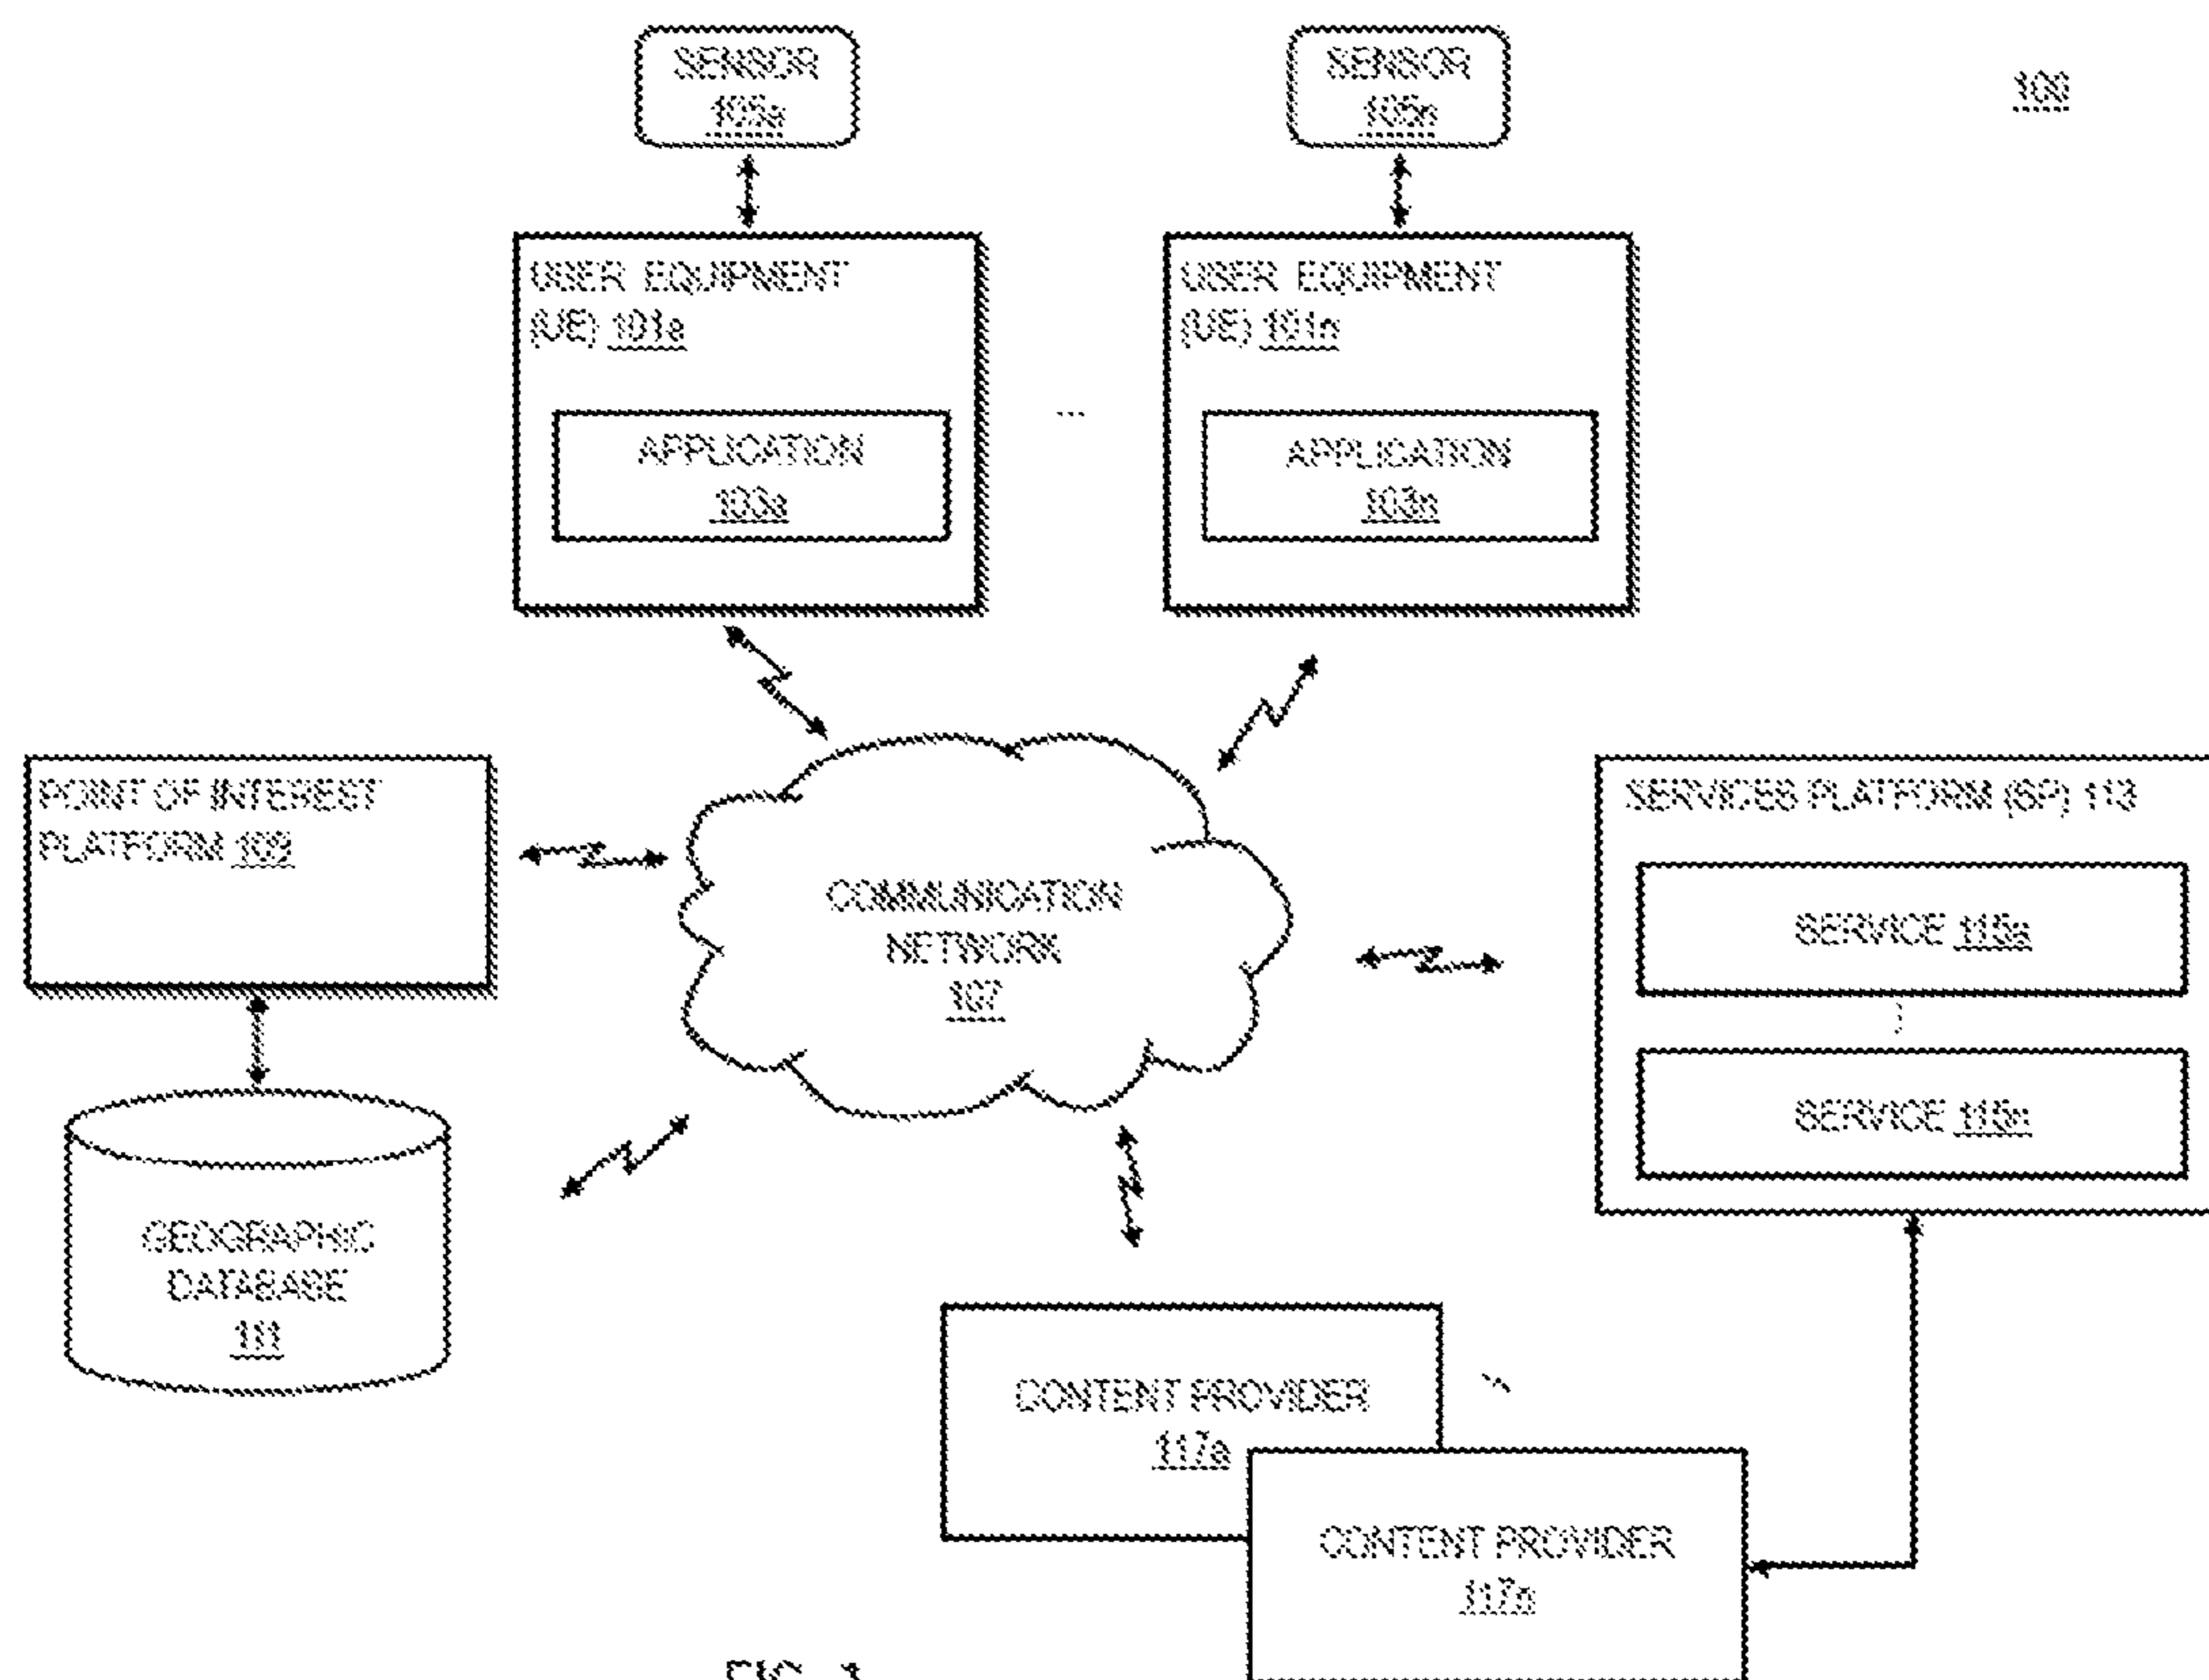 SENSOR
105a
SENSOR
105n
100
USER EQUIPMENT
(UE) 101a
APPLICATION
103a
...
USER EQUIPMENT
(UE) 101n
APPLICATION
103n
POINT OF INTEREST
PLATFORM 109
COMMUNICATION
NETWORK
107
SERVICES PLATFORM (SP) 113
SERVICE 115a
SERVICE 115n
GEOGRAPHIC
DATABASE
111
CONTENT PROVIDER
117a
CONTENT PROVIDER
117n
FIG. 1